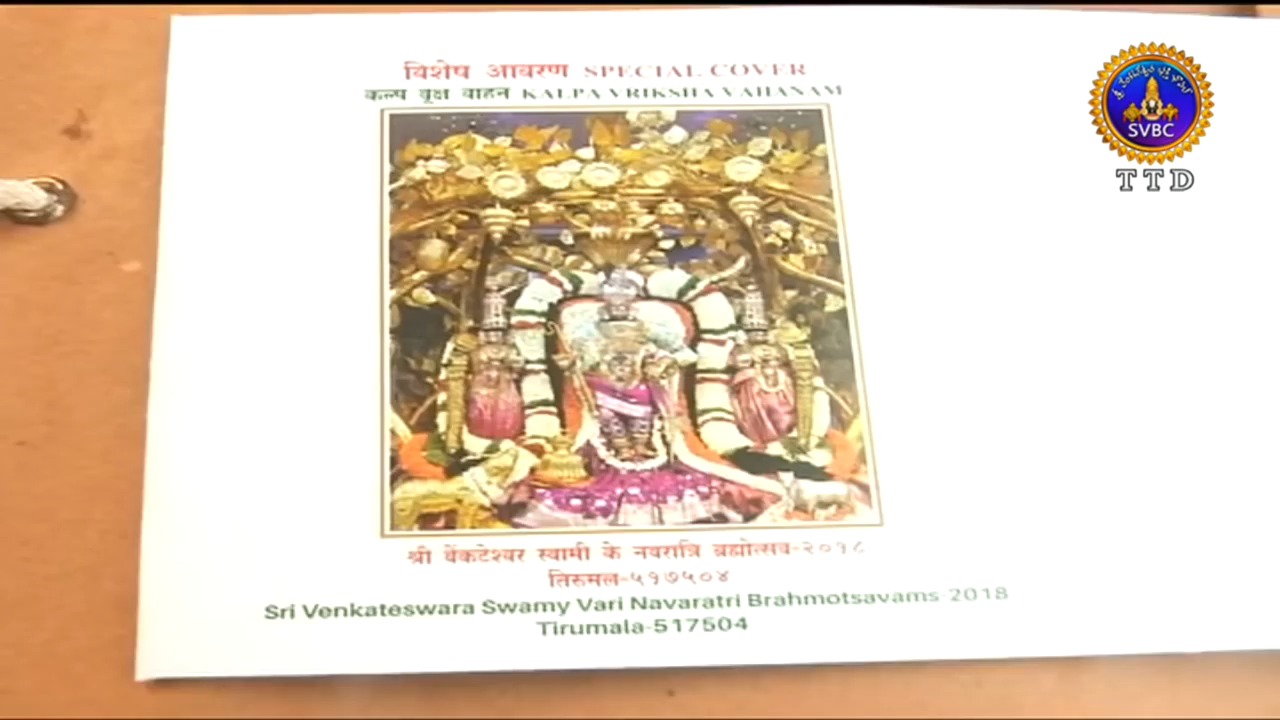 विशेष आवरण SPECIAL COVER
कल्प वृक्ष वाहन KALPA VRIKSHA VAHANAM
SVBC
TTD
श्री वेंकटेश्वर स्वामी के नवरात्रि ब्रह्मोत्सव-२०१८
तिरुमल-५१७५०४
Sri Venkateswara Swamy Vari Navaratri Brahmotsavams-2018
Tirumala-517504